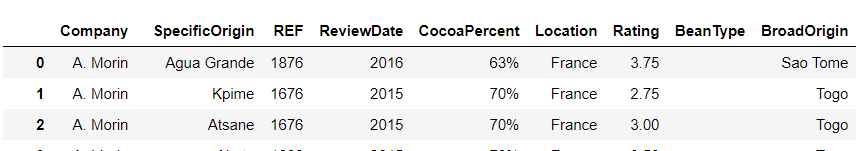 Company SpecificOrigin REF ReviewDate CocoaPercent Location Rating BeanType BroadOrigin
0 A. Morin Agua Grande 1876 2016 63% France 3.75 Sao Tome
1 A. Morin Kpime 1676 2015 70% France 2.75 Togo
2 A. Morin Atsane 1676 2015 70% France 3.00 Togo